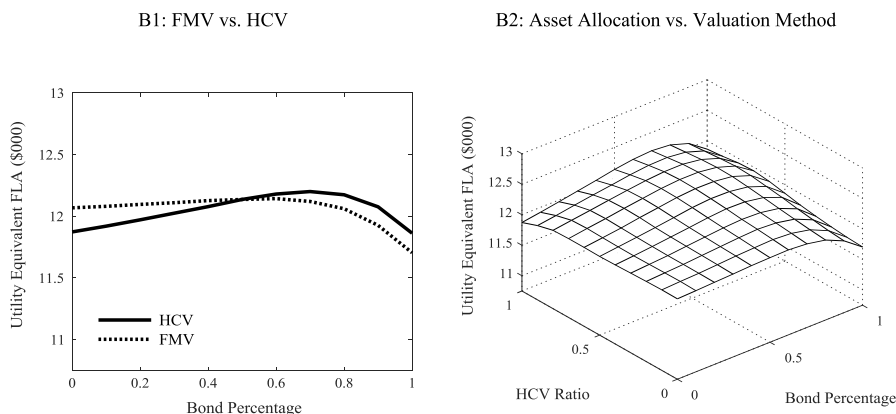 B1: FMV vs. HCV
Utility Equivalent FLA ($000)
13
12.5
12
11.5
11
HCV
FMV
0
0.2
0.4
0.6
0.8
1
Bond Percentage
B2: Asset Allocation vs. Valuation Method
Utility Equivalent FLA ($000)
13
12.5
12
11.5
11
1
0.5
0
HCV Ratio
0
0.5
1
Bond Percentage